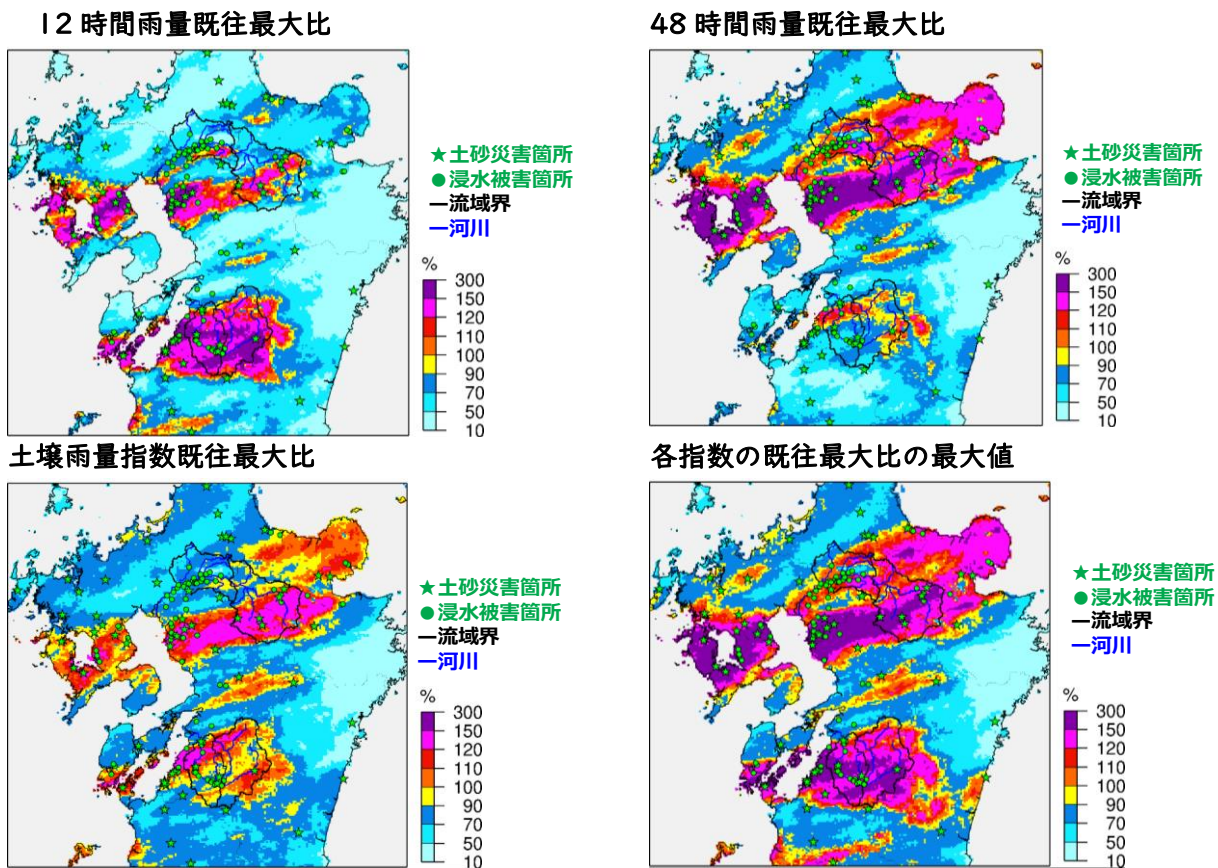 12時間雨量既往最大比
★土砂災害箇所
●浸水被害箇所
ー流域界
ー河川
%
300
150
120
110
100
90
70
50
10
48時間雨量既往最大比
★土砂災害箇所
●浸水被害箇所
ー流域界
ー河川
%
300
150
120
110
100
90
70
50
10
土壌雨量指数既往最大比
★土砂災害箇所
●浸水被害箇所
ー流域界
ー河川
%
300
150
120
110
100
90
70
50
10
各指数の既往最大比の最大値
★土砂災害箇所
●浸水被害箇所
ー流域界
ー河川
%
300
150
120
110
100
90
70
50
10